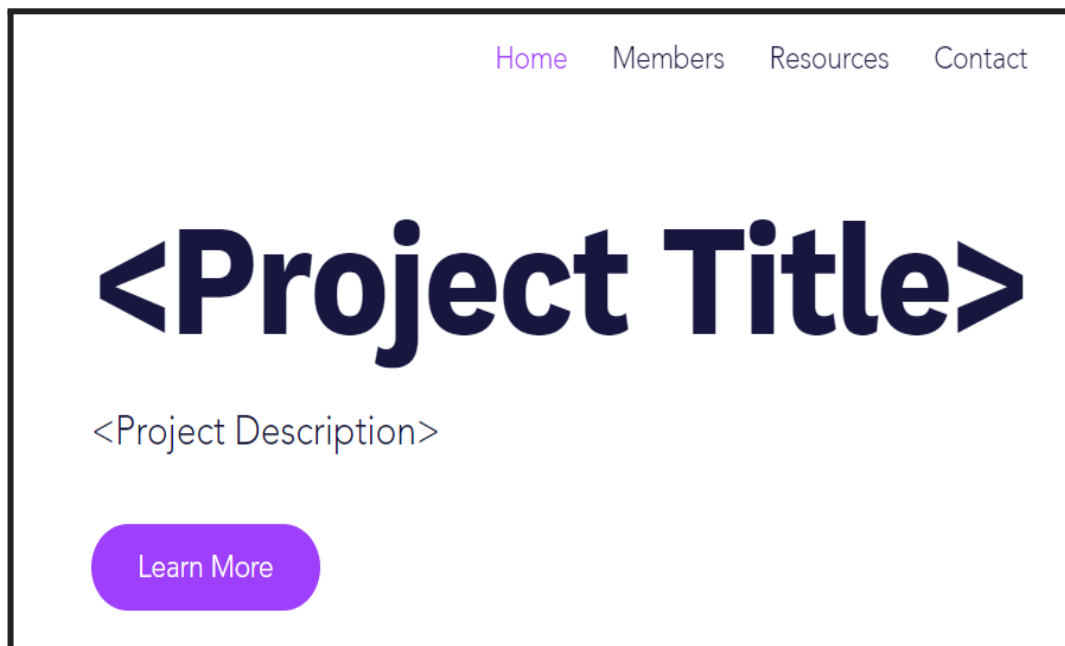 Home Members Resources Contact
<Project Title>
<Project Description>
Learn More